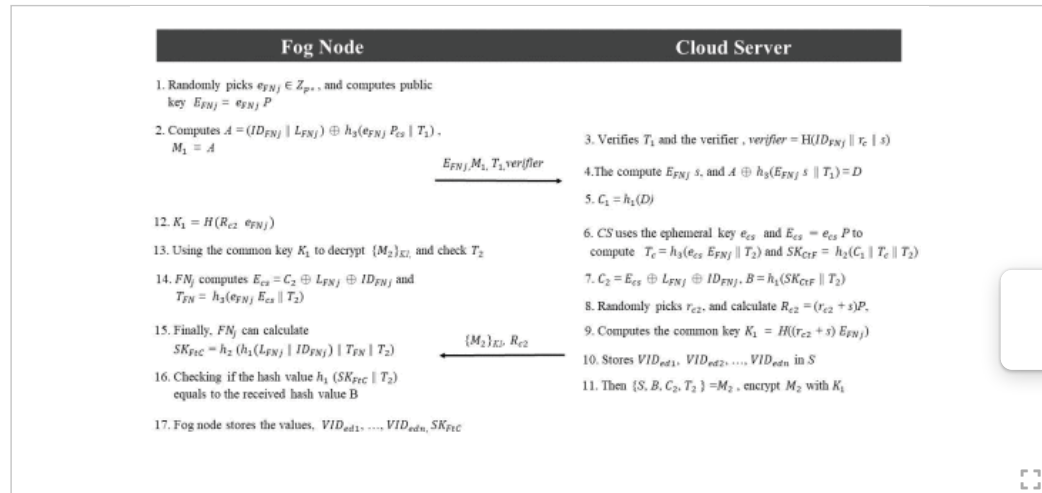 Fog Node
Cloud Server
1. Randomly picks e_FNj ∈ Z_p*, and computes public
key E_FNj = e_FNj P
2. Computes A = (ID_FNj || L_FNj) ⊕ h_3(e_FNj P_cs | T_1),
M_1 = A
E_FNj, M_1, T_1, verifier
3. Verifies T_1 and the verifier , verifier = H(ID_FNj || r_c | s)
4.The compute E_FNj s, and A ⊕ h_3(E_FNj s || T_1)=D
5. C_1 = h_1(D)
6. CS uses the ephemeral key e_cs and E_cs = e_cs P to
compute T_c = h_3(e_cs E_FNj || T_2) and SK_CtF = h_2(C_1 || T_c || T_2)
7. C_2 = E_cs ⊕ L_FNj ⊕ ID_FNj, B = h_1(SK_CtF || T_2)
8. Randomly picks r_c2, and calculate R_c2 = (r_c2 + s)P,
9. Computes the common key K_1 = H((r_c2 + s) E_FNj)
10. Stores VID_ed1, VID_ed2, …, VID_edn in S
11. Then {S, B, C_2, T_2 } =M_2 , encrypt M_2 with K_1
{M_2}_K1, R_c2
12. K_1 = H(R_c2 e_FNj)
13. Using the common key K_1 to decrypt {M_2}_K1, and check T_2
14. FN_j computes E_cs = C_2 ⊕ L_FNj ⊕ ID_FNj and
T_FN = h_3(e_FNj E_cs || T_2)
15. Finally, FN_j can calculate
SK_FtC = h_2 (h_1(L_FNj | ID_FNj) | T_FN | T_2)
16. Checking if the hash value h_1 (SK_FtC || T_2)
equals to the received hash value B
17. Fog node stores the values, VID_ed1, …, VID_edn, SK_FtC